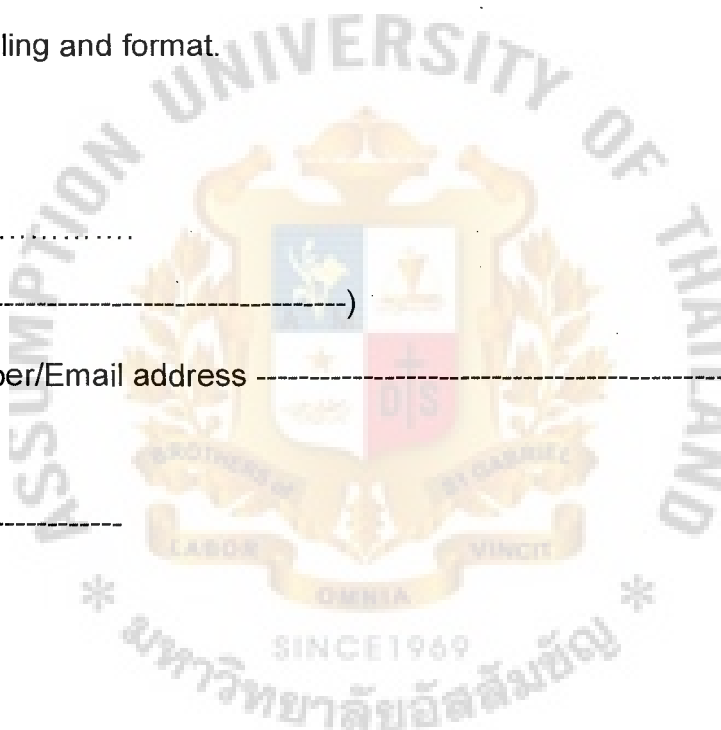 ling and format.
..............
------------------------------)
ber/Email address ----------------------------------------
------------
ASSUMPTION UNIVERSITY OF THAILAND
DS
BROTHERS of ST GABRIEL
LABOR OMNIA VINCIT
SINCE1969
* มหาวิทยาลัยอัสสัมชัญ *